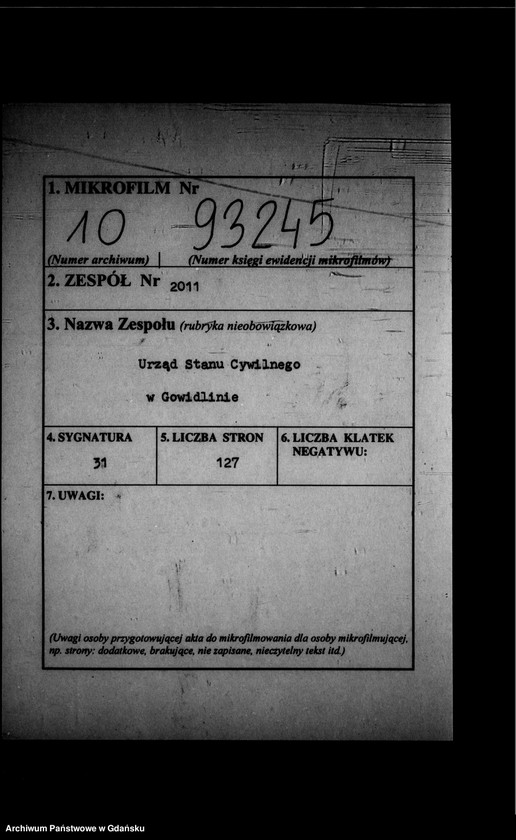 1. MIKROFILM Nr
10 93245
(Numer archiwum) (Numer księgi ewidencji mikrofilmów)
2. ZESPÓŁ Nr 2011
3. Nazwa Zespołu (rubryka nieobowiązkowa)
Urząd Stanu Cywilnego
w Gowidlinie
4. SYGNATURA 5. LICZBA STRON 6. LICZBA KLATEK
NEGATYWU:
31 127
7. UWAGI:
(Uwagi osoby przygotowującej akta do mikrofilmowania dla osoby mikrofilmującej,
np. strony: dodatkowe, brakujące, nie zapisane, nieczytelny tekst itd.)
Archiwum Państwowe w Gdańsku